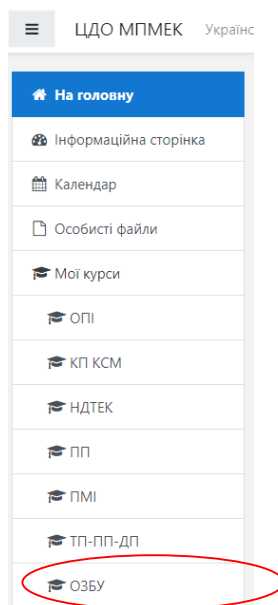 ЦДО МПМЕК Українс
На головну
Інформаційна сторінка
Календар
Особисті файли
Мої курси
ОПІ
КП КСМ
НДТЕК
ПП
ПМІ
ТП-ПП-ДП
ОЗБУ